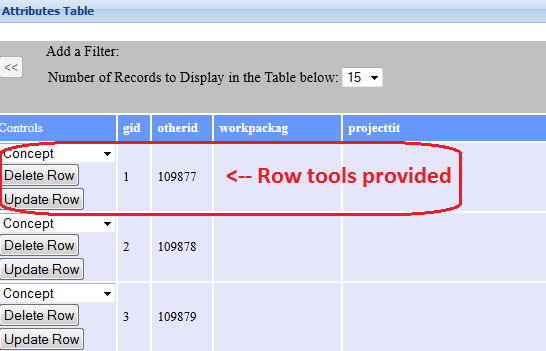 Attributes Table
Add a Filter:
<<
Number of Records to Display in the Table below: 15
Controls gid otherid workpackag projecttit
Concept
Delete Row 1 109877 <-- Row tools provided
Update Row
Concept
Delete Row 2 109878
Update Row
Concept
Delete Row 3 109879
Update Row